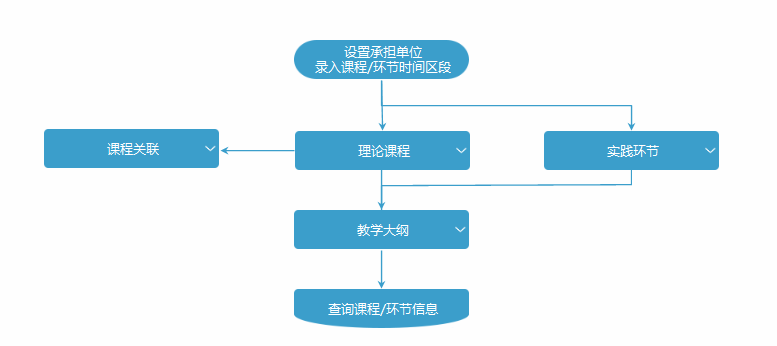 设置承担单位
录入课程/环节时间区段
课程关联
理论课程
实践环节
教学大纲
查询课程/环节信息